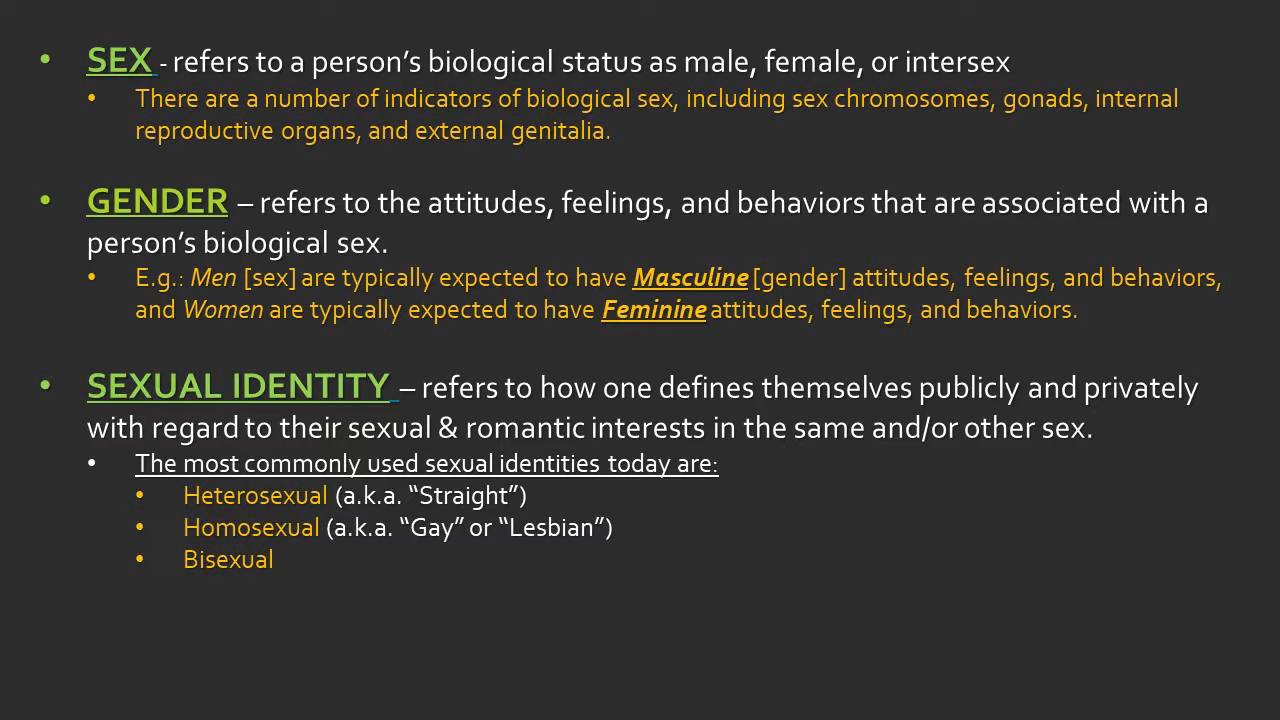 • SEX - refers to a person’s biological status as male, female, or intersex
• There are a number of indicators of biological sex, including sex chromosomes, gonads, internal
reproductive organs, and external genitalia.
• GENDER – refers to the attitudes, feelings, and behaviors that are associated with a
person’s biological sex.
• E.g.: Men [sex] are typically expected to have Masculine [gender] attitudes, feelings, and behaviors,
and Women are typically expected to have Feminine attitudes, feelings, and behaviors.
• SEXUAL IDENTITY – refers to how one defines themselves publicly and privately
with regard to their sexual & romantic interests in the same and/or other sex.
• The most commonly used sexual identities today are:
• Heterosexual (a.k.a. “Straight”)
• Homosexual (a.k.a. “Gay” or “Lesbian”)
• Bisexual